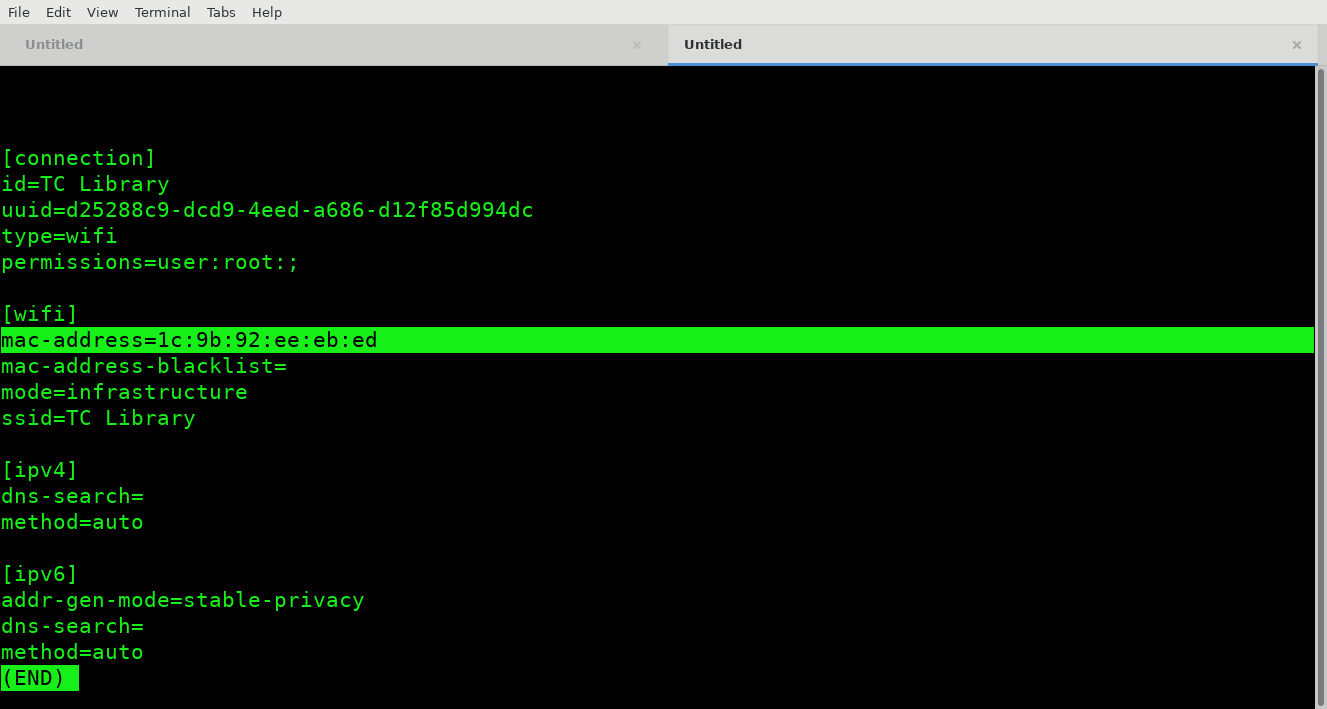 File Edit View Terminal Tabs Help
Untitled × Untitled ×
[connection]
id=TC Library
uuid=d25288c9-dcd9-4eed-a686-d12f85d994dc
type=wifi
permissions=user:root:;
[wifi]
mac-address=1c:9b:92:ee:eb:ed
mac-address-blacklist=
mode=infrastructure
ssid=TC Library
[ipv4]
dns-search=
method=auto
[ipv6]
addr-gen-mode=stable-privacy
dns-search=
method=auto
(END)